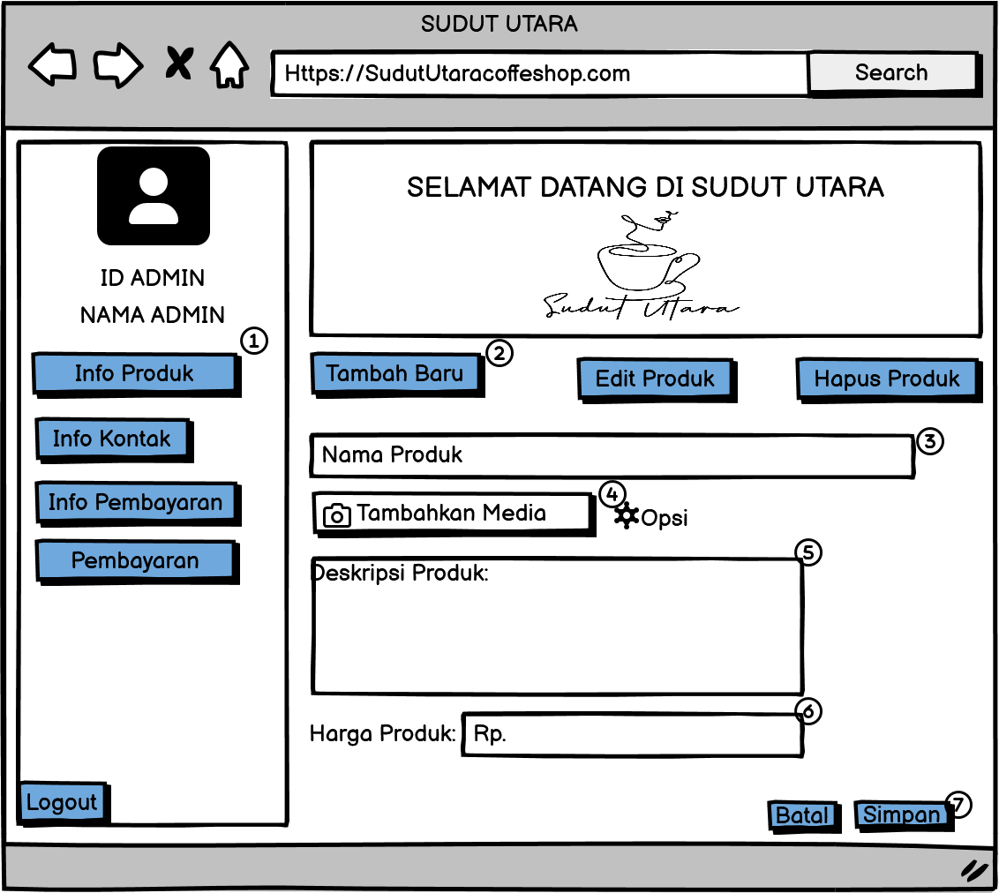 SUDUT UTARA
Https://SudutUtaracoffeshop.com
Search
ID ADMIN
NAMA ADMIN
1
Info Produk
Info Kontak
Info Pembayaran
Pembayaran
Logout
SELAMAT DATANG DI SUDUT UTARA
Sudut Utara
Tambah Baru
2
Edit Produk
Hapus Produk
Nama Produk
3
Tambahkan Media
4
Opsi
5
Deskripsi Produk:
6
Harga Produk:
Rp.
Batal
Simpan
7